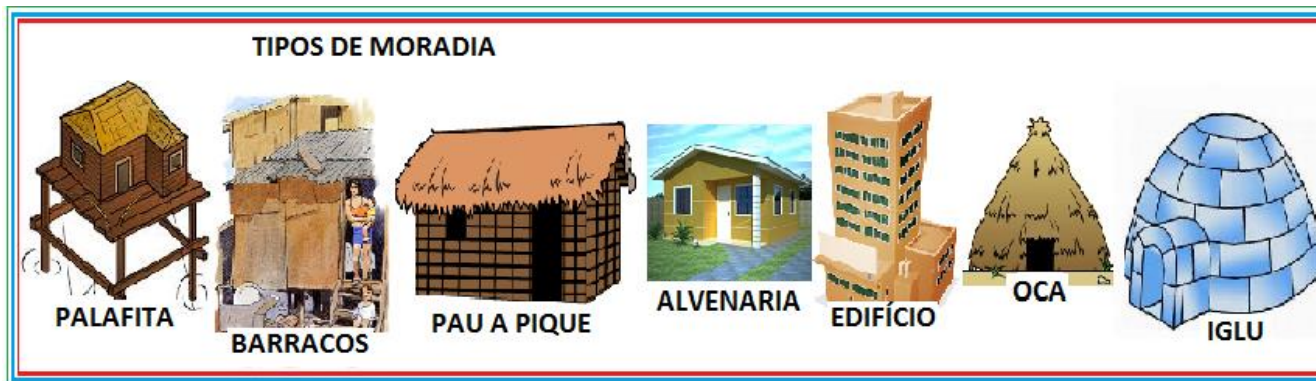 TIPOS DE MORADIA
PALAFITA
BARRACOS
PAU A PIQUE
ALVENARIA
EDIFÍCIO
OCA
IGLU